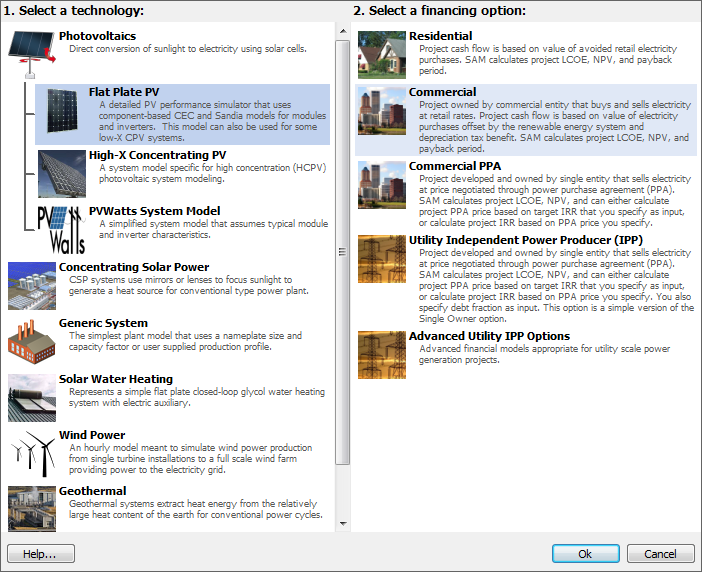 1. Select a technology:
Photovoltaics
Direct conversion of sunlight to electricity using solar cells.
Flat Plate PV
A detailed PV performance simulator that uses
component-based CEC and Sandia models for modules
and inverters. This model can also be used for some
low-X CPV systems.
High-X Concentrating PV
A system model specific for high concentration (HCPV)
photovoltaic system modeling.
PVWatts
PVWatts System Model
A simplified system model that assumes typical module
and inverter characteristics.
Concentrating Solar Power
CSP systems use mirrors or lenses to focus sunlight to
generate a heat source for conventional type power plant.
Generic System
The simplest plant model that uses a nameplate size and
capacity factor or user supplied production profile.
Solar Water Heating
Represents a simple flat plate closed-loop glycol water heating
system with electric auxiliary.
Wind Power
An hourly model meant to simulate wind power production
from single turbine installations to a full scale wind farm
providing power to the electricity grid.
Geothermal
Geothermal systems extract heat energy from the relatively
large heat content of the earth for conventional power cycles.
2. Select a financing option:
Residential
Project cash flow is based on value of avoided retail electricity
purchases. SAM calculates project LCOE, NPV, and payback
period.
Commercial
Project owned by commercial entity that buys and sells electricity
at retail rates. Project cash flow is based on value of electricity
purchases offset by the renewable energy system and
depreciation tax benefit. SAM calculates project LCOE, NPV, and
payback period.
Commercial PPA
Project developed and owned by single entity that sells electricity
at price negotiated through power purchase agreement (PPA).
SAM calculates project LCOE, NPV, and can either calculate
project PPA price based on target IRR that you specify as input,
or calculate project IRR based on PPA price you specify.
Utility Independent Power Producer (IPP)
Project developed and owned by single entity that sells electricity
at price negotiated through power purchase agreement (PPA).
SAM calculates project LCOE, NPV, and can either calculate
project PPA price based on target IRR that you specify as input,
or calculate project IRR based on PPA price you specify. You also
specify debt fraction as input. This option is a simple version of the
Single Owner option.
Advanced Utility IPP Options
Advanced financial models appropriate for utility scale power
generation projects.
Help...
Ok
Cancel